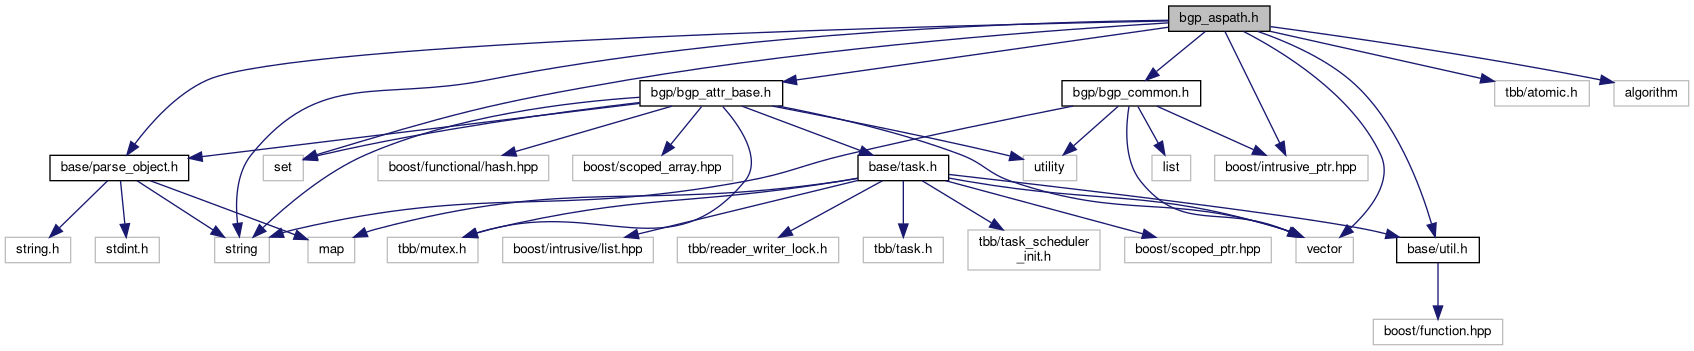 bgp_aspath.h
bgp/bgp_attr_base.h
bgp/bgp_common.h
tbb/atomic.h
algorithm
base/parse_object.h
set
boost/functional/hash.hpp
boost/scoped_array.hpp
base/task.h
utility
list
boost/intrusive_ptr.hpp
string.h
stdint.h
string
map
tbb/mutex.h
boost/intrusive/list.hpp
tbb/reader_writer_lock.h
tbb/task.h
tbb/task_scheduler
_init.h
boost/scoped_ptr.hpp
vector
base/util.h
boost/function.hpp